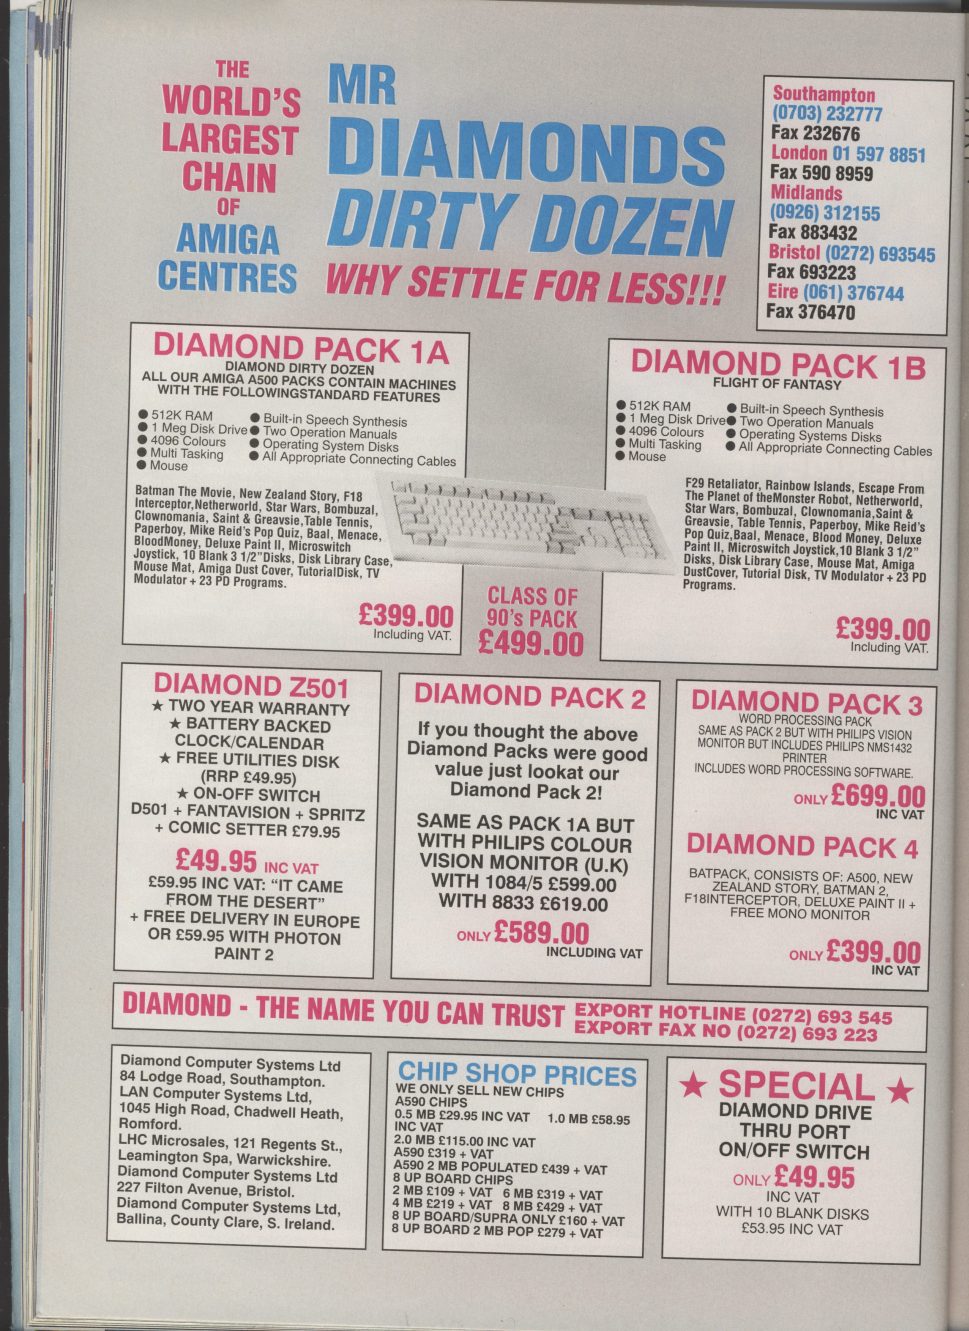 THE
WORLD'S
LARGEST
CHAIN
OF
AMIGA
CENTRES
MR
DIAMONDS
DIRTY DOZEN
WHY SETTLE FOR LESS!!!
Southampton
(0703) 232777
Fax 232676
London 01 597 8851
Fax 590 8959
Midlands
(0926) 312155
Fax 883432
Bristol (0272) 693545
Fax 693223
Eire (061) 376744
Fax 376470
DIAMOND PACK 1A
DIAMOND DIRTY DOZEN
ALL OUR AMIGA A500 PACKS CONTAIN MACHINES
WITH THE FOLLOWINGSTANDARD FEATURES
● 512K RAM
● 1 Meg Disk Drive
● 4096 Colours
● Multi Tasking
● Mouse
● Built-in Speech Synthesis
● Two Operation Manuals
● Operating System Disks
● All Appropriate Connecting Cables
Batman The Movie, New Zealand Story, F18
Interceptor,Netherworld, Star Wars, Bombuzal,
Clownomania, Saint & Greavsie,Table Tennis,
Paperboy, Mike Reid's Pop Quiz, Baal, Menace,
BloodMoney, Deluxe Paint II, Microswitch
Joystick, 10 Blank 3 1/2"Disks, Disk Library Case,
Mouse Mat, Amiga Dust Cover, TutorialDisk, TV
Modulator + 23 PD Programs.
£399.00
Including VAT.
CLASS OF
90's PACK
£499.00
DIAMOND PACK 1B
FLIGHT OF FANTASY
● 512K RAM
● 1 Meg Disk Drive
● 4096 Colours
● Multi Tasking
● Mouse
● Built-in Speech Synthesis
● Two Operation Manuals
● Operating Systems Disks
● All Appropriate Connecting Cables
F29 Retaliator, Rainbow Islands, Escape From
The Planet of theMonster Robot, Netherworld,
Star Wars, Bombuzal, Clownomania,Saint &
Greavsie, Table Tennis, Paperboy, Mike Reid's
Pop Quiz,Baal, Menace, Blood Money, Deluxe
Paint II, Microswitch Joystick,10 Blank 3 1/2"
Disks, Disk Library Case, Mouse Mat, Amiga
DustCover, Tutorial Disk, TV Modulator + 23 PD
Programs.
£399.00
Including VAT.
DIAMOND Z501
★ TWO YEAR WARRANTY
★ BATTERY BACKED
CLOCK/CALENDAR
★ FREE UTILITIES DISK
(RRP £49.95)
★ ON-OFF SWITCH
D501 + FANTAVISION + SPRITZ
+ COMIC SETTER £79.95
£49.95 INC VAT
£59.95 INC VAT: "IT CAME
FROM THE DESERT"
+ FREE DELIVERY IN EUROPE
OR £59.95 WITH PHOTON
PAINT 2
DIAMOND PACK 2
If you thought the above
Diamond Packs were good
value just lookat our
Diamond Pack 2!
SAME AS PACK 1A BUT
WITH PHILIPS COLOUR
VISION MONITOR (U.K)
WITH 1084/5 £599.00
WITH 8833 £619.00
ONLY £589.00
INCLUDING VAT
DIAMOND PACK 3
WORD PROCESSING PACK
SAME AS PACK 2 BUT WITH PHILIPS VISION
MONITOR BUT INCLUDES PHILIPS NMS1432
PRINTER
INCLUDES WORD PROCESSING SOFTWARE.
ONLY £699.00
INC VAT
DIAMOND PACK 4
BATPACK, CONSISTS OF: A500, NEW
ZEALAND STORY, BATMAN 2,
F18INTERCEPTOR, DELUXE PAINT II +
FREE MONO MONITOR
ONLY £399.00
INC VAT
DIAMOND - THE NAME YOU CAN TRUST
EXPORT HOTLINE (0272) 693 545
EXPORT FAX NO (0272) 693 223
Diamond Computer Systems Ltd
84 Lodge Road, Southampton.
LAN Computer Systems Ltd,
1045 High Road, Chadwell Heath,
Romford.
LHC Microsales, 121 Regents St.,
Leamington Spa, Warwickshire.
Diamond Computer Systems Ltd
227 Filton Avenue, Bristol.
Diamond Computer Systems Ltd,
Ballina, County Clare, S. Ireland.
CHIP SHOP PRICES
WE ONLY SELL NEW CHIPS
A590 CHIPS
0.5 MB £29.95 INC VAT 1.0 MB £58.95
INC VAT
2.0 MB £115.00 INC VAT
A590 £319 + VAT
A590 2 MB POPULATED £439 + VAT
8 UP BOARD CHIPS
2 MB £109 + VAT 6 MB £319 + VAT
4 MB £219 + VAT 8 MB £429 + VAT
8 UP BOARD/SUPRA ONLY £160 + VAT
8 UP BOARD 2 MB POP £279 + VAT
★ SPECIAL ★
DIAMOND DRIVE
THRU PORT
ON/OFF SWITCH
ONLY £49.95
INC VAT
WITH 10 BLANK DISKS
£53.95 INC VAT